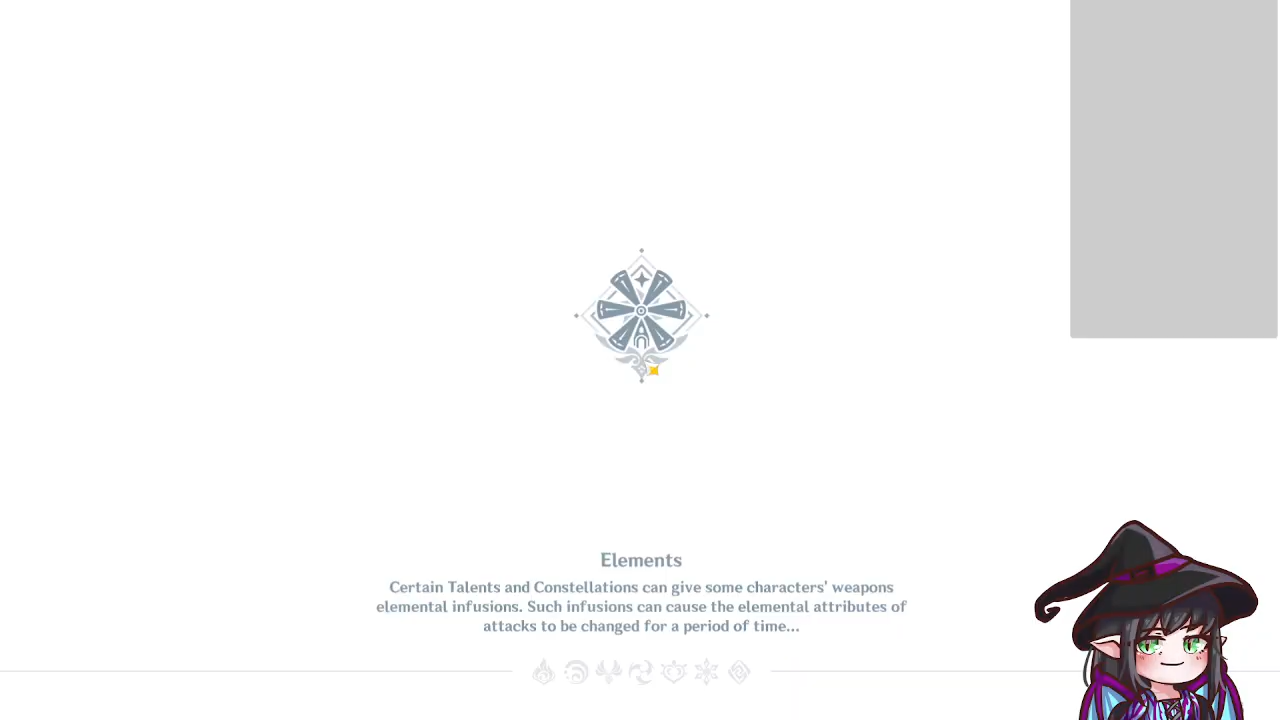 Elements
Certain Talents and Constellations can give some characters' weapons
elemental infusions. Such infusions can cause the elemental attributes of
attacks to be changed for a period of time...